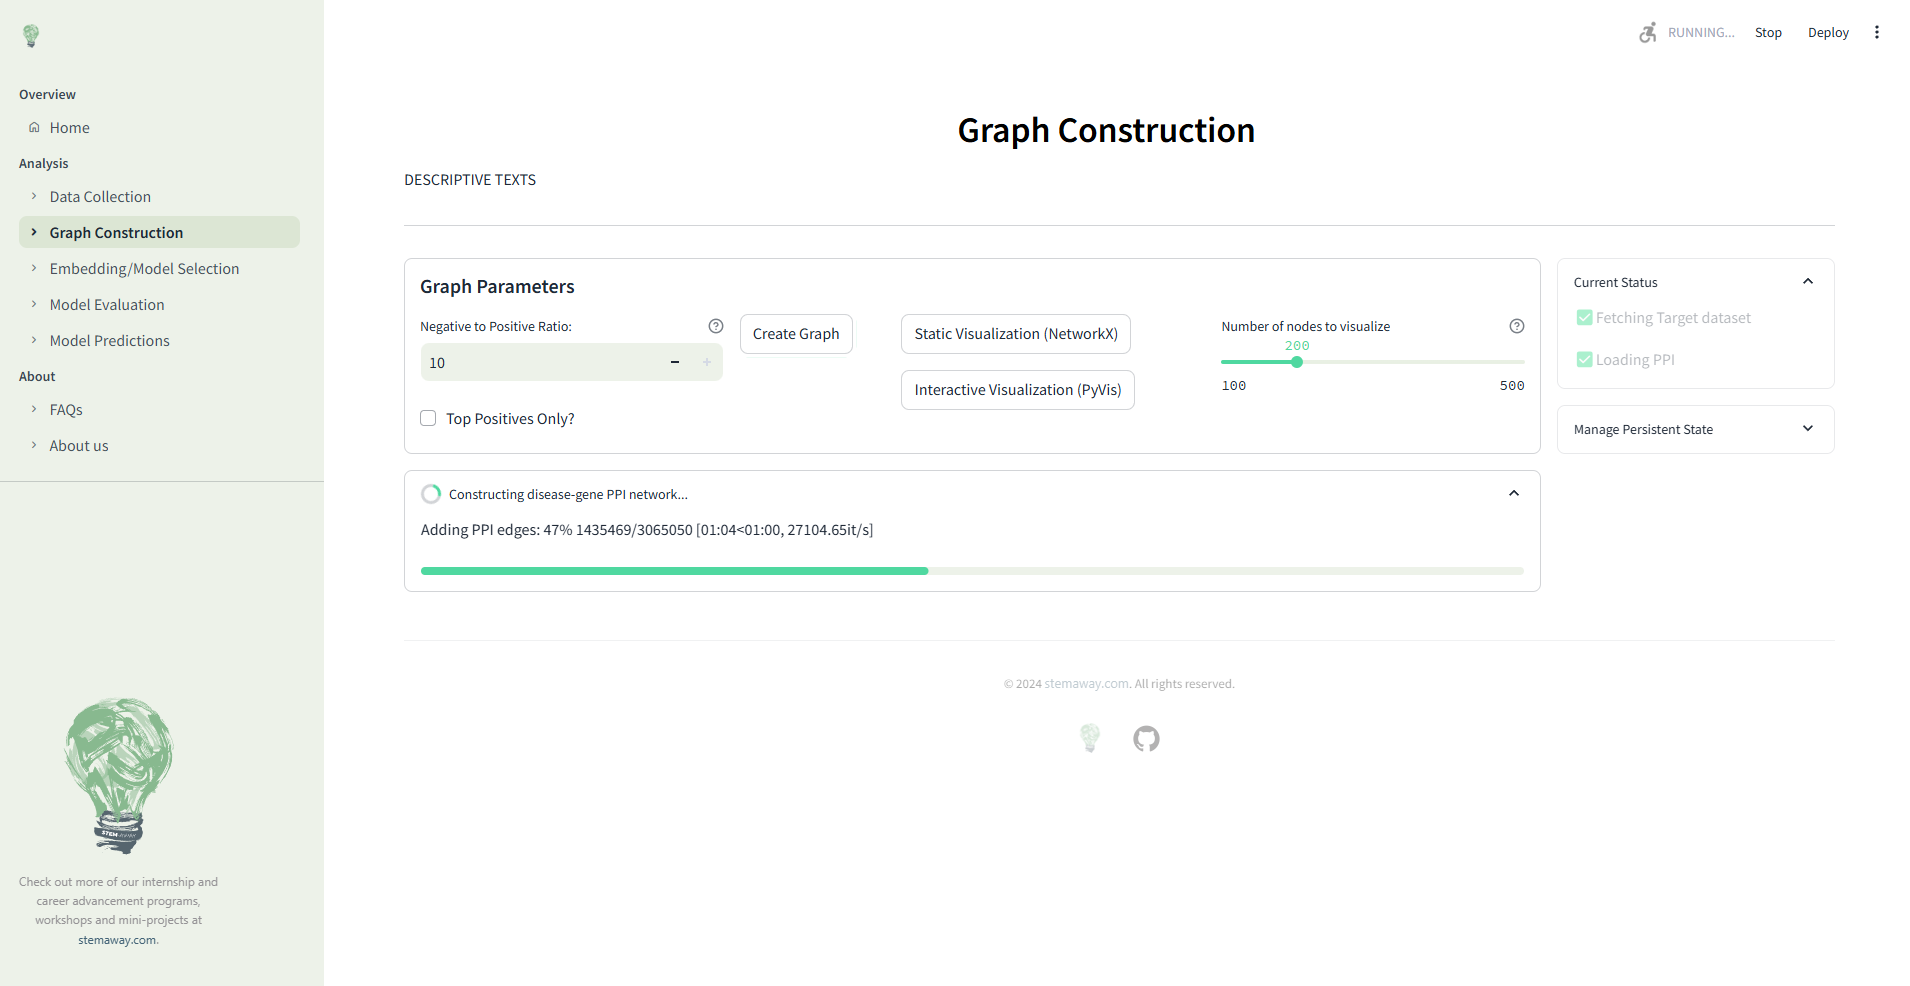 RUNNING...
Stop
Deploy
Overview
Home
Analysis
Data Collection
Graph Construction
Embedding/Model Selection
Model Evaluation
Model Predictions
About
FAQs
About us
STEM AWAY
Check out more of our internship and
career advancement programs,
workshops and mini-projects at
stemaway.com.
Graph Construction
DESCRIPTIVE TEXTS
Graph Parameters
Negative to Positive Ratio:
10
Top Positives Only?
Create Graph
Static Visualization (NetworkX)
Interactive Visualization (PyVis)
Number of nodes to visualize
200
100 500
Current Status
Fetching Target dataset
Loading PPI
Manage Persistent State
Constructing disease-gene PPI network...
Adding PPI edges: 47% 1435469/3065050 [01:04<01:00, 27104.65it/s]
© 2024 stemaway.com. All rights reserved.